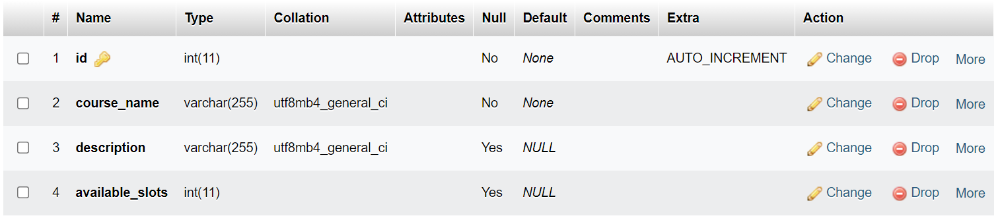 # Name Type Collation Attributes Null Default Comments Extra Action
1 id int(11) No None AUTO_INCREMENT Change Drop More
2 course_name varchar(255) utf8mb4_general_ci No None Change Drop More
3 description varchar(255) utf8mb4_general_ci Yes NULL Change Drop More
4 available_slots int(11) Yes NULL Change Drop More